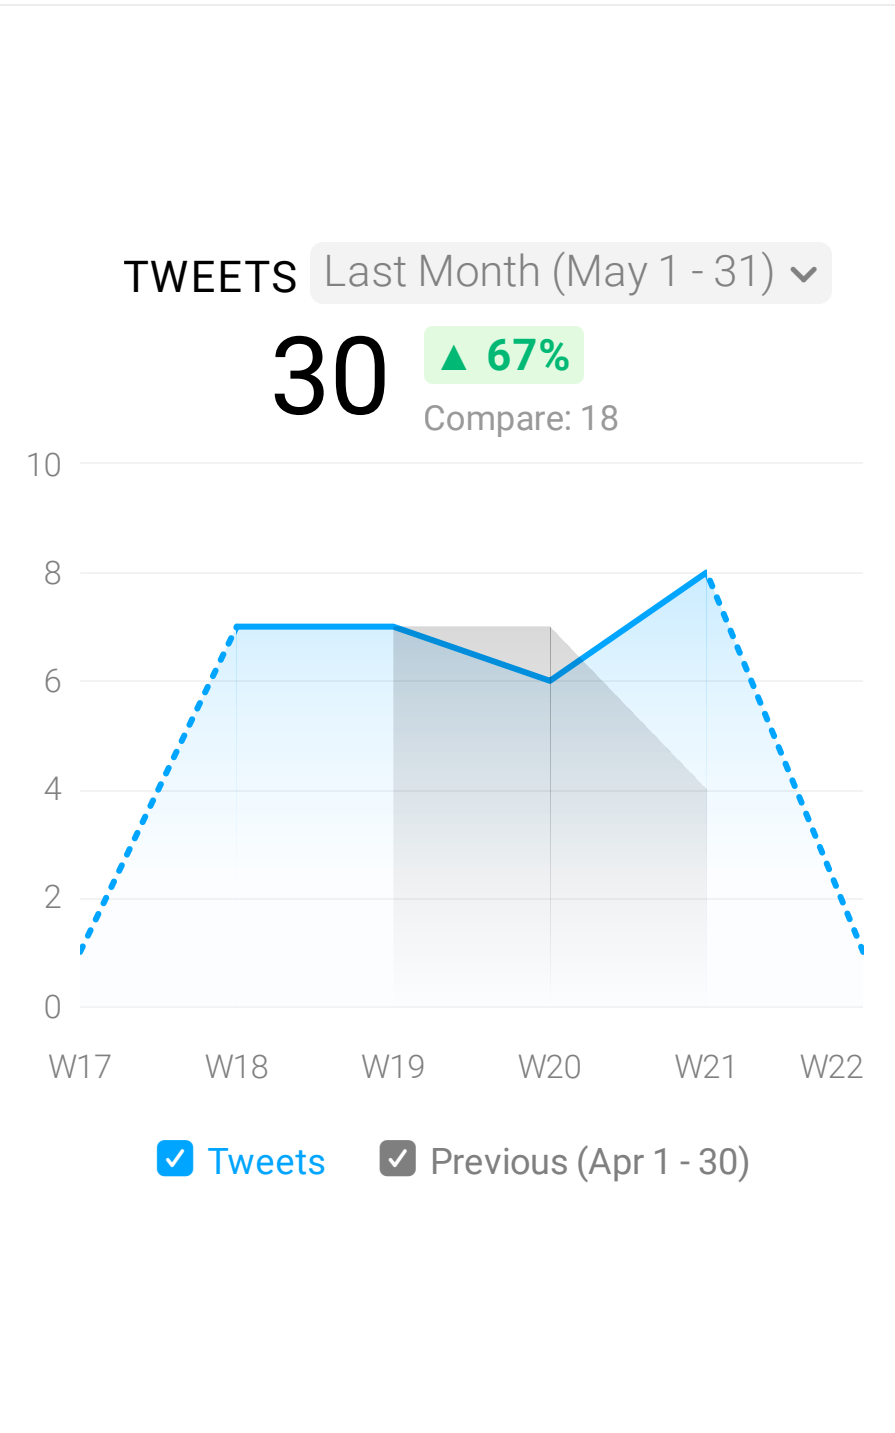 TWEETS Last Month (May 1 - 31)
30 ▲ 67%
Compare: 18
10
8
6
4
2
0
W17 W18 W19 W20 W21 W22
Tweets Previous (Apr 1 - 30)